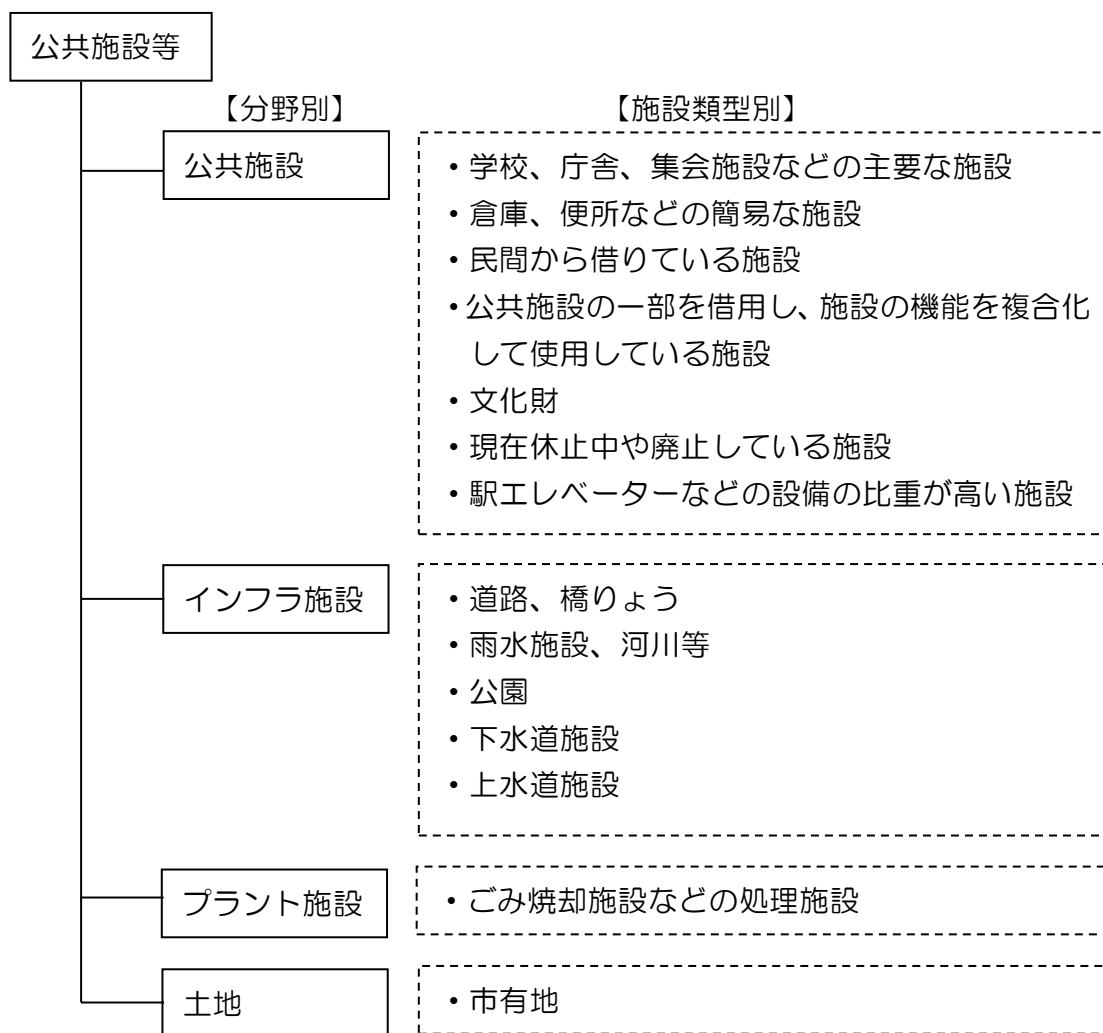 公共施設等
【分野別】
【施設類型別】
公共施設
・学校、庁舎、集会施設などの主要な施設
・倉庫、便所などの簡易な施設
・民間から借りている施設
・公共施設の一部を借用し、施設の機能を複合化
して使用している施設
・文化財
・現在休止中や廃止している施設
・駅エレベーターなどの設備の比重が高い施設
インフラ施設
・道路、橋りょう
・雨水施設、河川等
・公園
・下水道施設
・上水道施設
プラント施設
・ごみ焼却施設などの処理施設
土地
・市有地